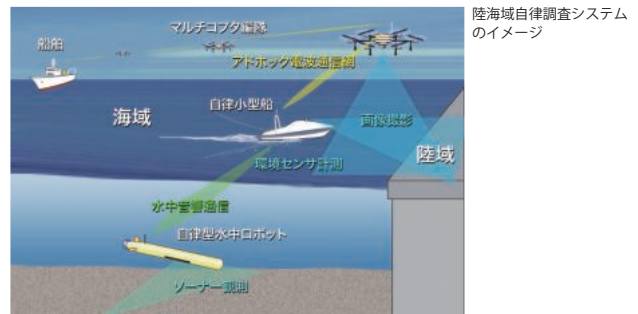 陸海域自律調査システム
のイメージ
船舶
マルチコプタ編隊
アドホック電波通信網
自律小型船
海域
画像撮影
陸域
環境センサ計測
水中音響通信
自律型水中ロボット
ソーナー観測